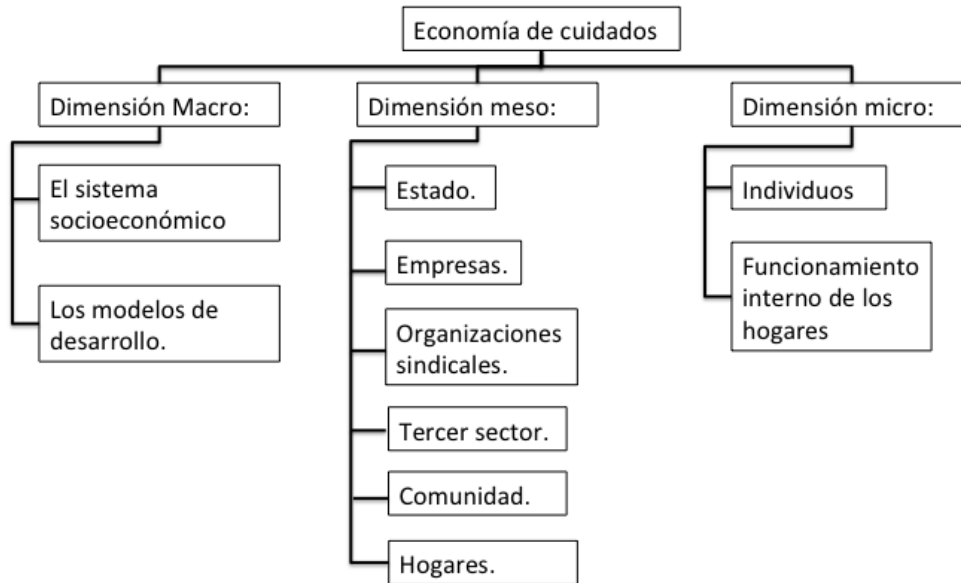 Economía de cuidados
Dimensión Macro:
El sistema
socioeconómico
Los modelos de
desarrollo.
Dimensión meso:
Estado.
Empresas.
Organizaciones
sindicales.
Tercer sector.
Comunidad.
Hogares.
Dimensión micro:
Individuos
Funcionamiento
interno de los
hogares